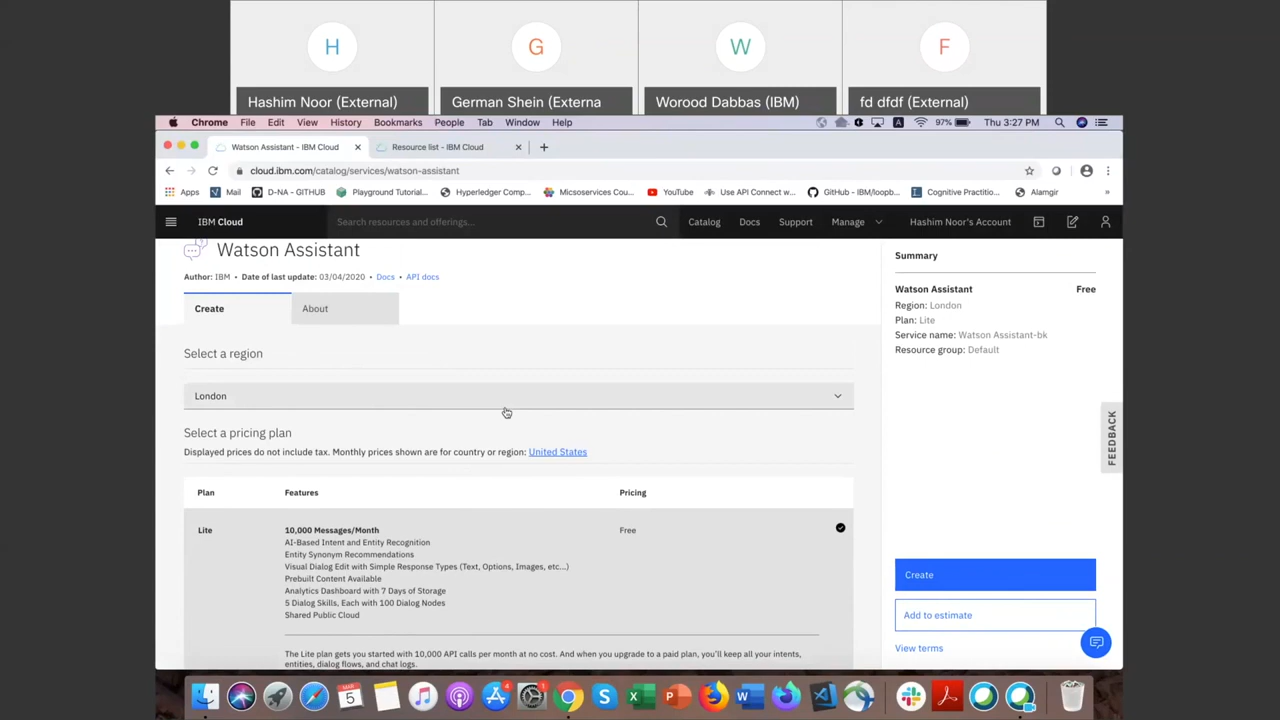 H
G
W
F
Hashim Noor (External)
German Shein (Externa
Worood Dabbas (IBM)
fd dfdf (External)
Chrome File Edit View History Bookmarks People Tab Window Help
A 97% Thu 3:27 PM
Watson Assistant - IBM Cloud
Resource list - IBM Cloud
cloud.ibm.com/catalog/services/watson-assistant
Apps Mail D-NA - GITHUB Playground Tutorial... Hyperledger Comp... Micsoservices Cou... YouTube Use API Connect w... GitHub - IBM/loopb... Cognitive Practitio... Alamgir »
IBM Cloud
Search resources and offerings...
Catalog Docs Support Manage Hashim Noor's Account
Watson Assistant
Author: IBM • Date of last update: 03/04/2020 • Docs • API docs
Create
About
Select a region
London
Select a pricing plan
Displayed prices do not include tax. Monthly prices shown are for country or region: United States
Plan Features Pricing
Lite
10,000 Messages/Month
Free
AI-Based Intent and Entity Recognition
Entity Synonym Recommendations
Visual Dialog Edit with Simple Response Types (Text, Options, Images, etc...)
Prebuilt Content Available
Analytics Dashboard with 7 Days of Storage
5 Dialog Skills, Each with 100 Dialog Nodes
Shared Public Cloud
The Lite plan gets you started with 10,000 API calls per month at no cost. And when you upgrade to a paid plan, you'll keep all your intents,
entities, dialog flows, and chat logs.
Summary
Watson Assistant Free
Region: London
Plan: Lite
Service name: Watson Assistant-bk
Resource group: Default
FEEDBACK
Create
Add to estimate
View terms
5
4
1